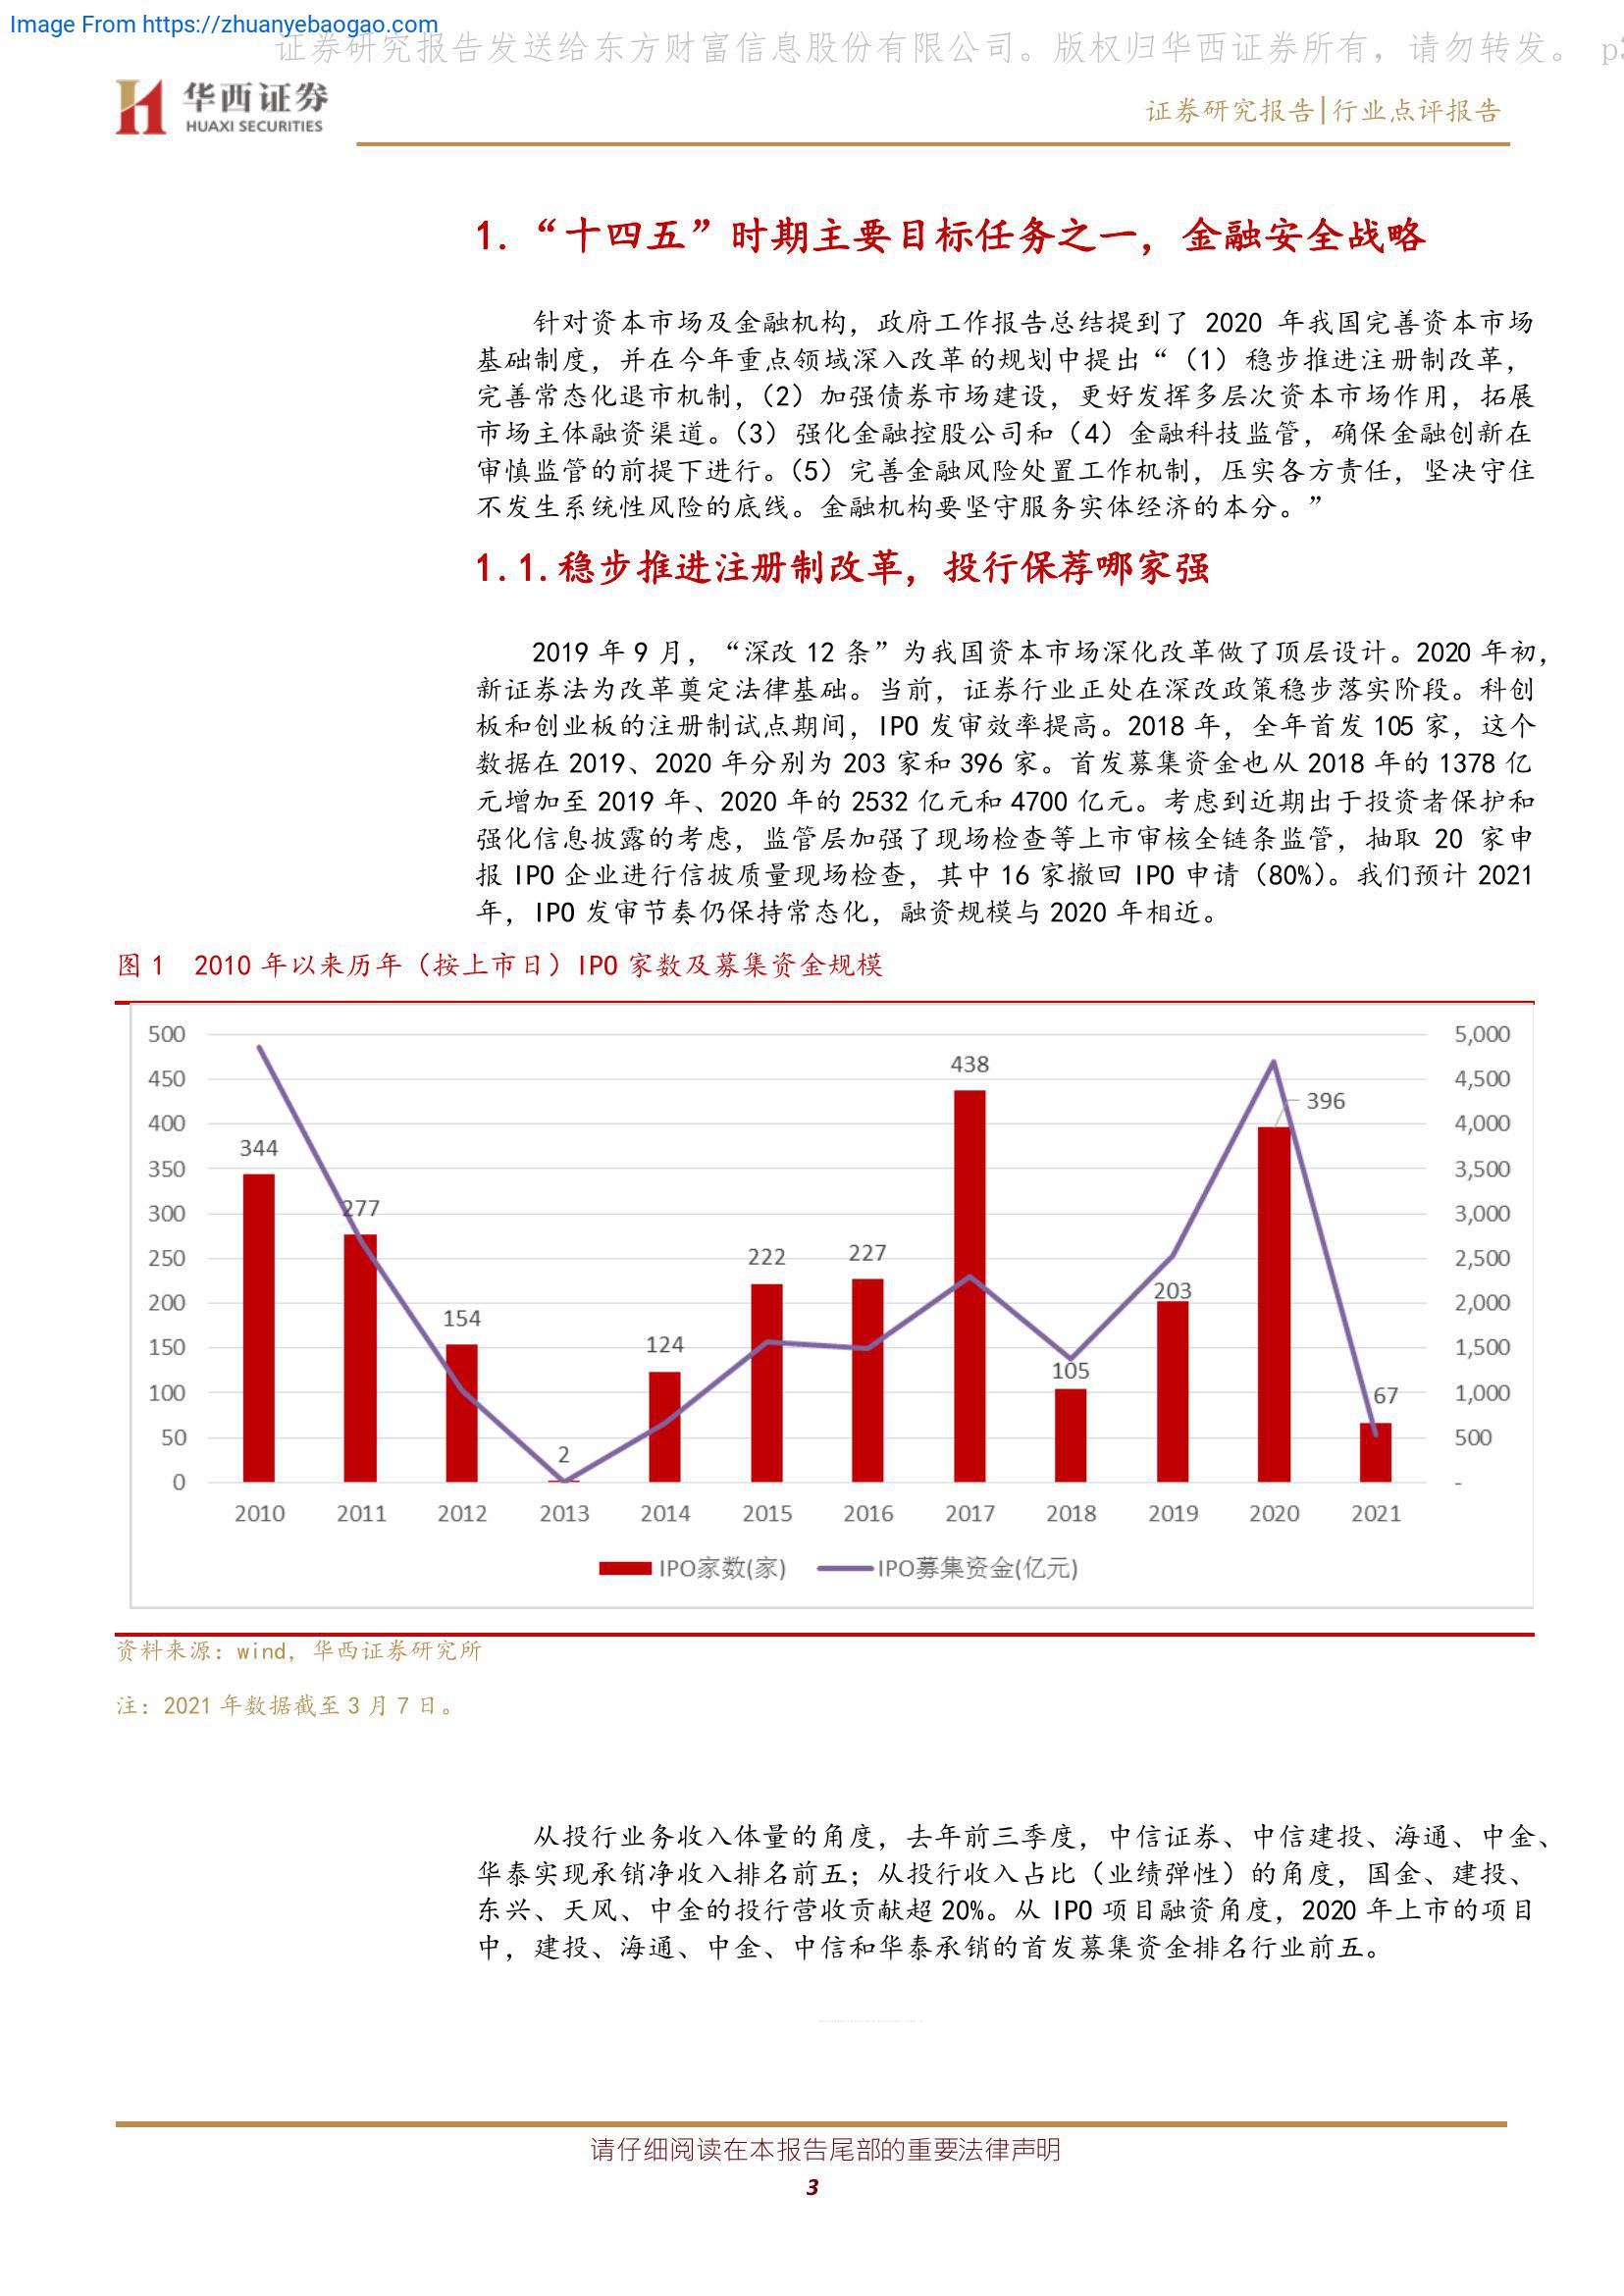 Image From https://zhuanyebaogao.com
证券研究报告发送给东方财富信息股份有限公司。版权归华西证券所有，请勿转发。 p3
华西证券
HUAXI SECURITIES
证券研究报告|行业点评报告
1. “十四五”时期主要目标任务之一，金融安全战略
针对资本市场及金融机构，政府工作报告总结提到了 2020 年我国完善资本市场
基础制度，并在今年重点领域深入改革的规划中提出“（1）稳步推进注册制改革，
完善常态化退市机制，（2）加强债券市场建设，更好发挥多层次资本市场作用，拓展
市场主体融资渠道。（3）强化金融控股公司和（4）金融科技监管，确保金融创新在
审慎监管的前提下进行。（5）完善金融风险处置工作机制，压实各方责任，坚决守住
不发生系统性风险的底线。金融机构要坚守服务实体经济的本分。”
1.1.稳步推进注册制改革，投行保荐哪家强
2019 年 9 月，“深改 12 条”为我国资本市场深化改革做了顶层设计。2020 年初，
新证券法为改革奠定法律基础。当前，证券行业正处在深改政策稳步落实阶段。科创
板和创业板的注册制试点期间，IPO 发审效率提高。2018 年，全年首发 105 家，这个
数据在 2019、2020 年分别为 203 家和 396 家。首发募集资金也从 2018 年的 1378 亿
元增加至 2019 年、2020 年的 2532 亿元和 4700 亿元。考虑到近期出于投资者保护和
强化信息披露的考虑，监管层加强了现场检查等上市审核全链条监管，抽取 20 家申
报 IPO 企业进行信披质量现场检查，其中 16 家撤回 IPO 申请（80%）。我们预计 2021
年，IPO 发审节奏仍保持常态化，融资规模与 2020 年相近。
图 1 2010 年以来历年（按上市日）IPO 家数及募集资金规模
500 5,000
450 438 4,500
400 396 4,000
350 344 3,500
300 277 3,000
250 222 227 2,500
200 203 2,000
150 154 124 1,500
100 105 67 1,000
50 2 500
0 -
2010 2011 2012 2013 2014 2015 2016 2017 2018 2019 2020 2021
IPO家数(家) IPO募集资金(亿元)
资料来源：wind，华西证券研究所
注：2021 年数据截至 3 月 7 日。
从投行业务收入体量的角度，去年前三季度，中信证券、中信建投、海通、中金、
华泰实现承销净收入排名前五；从投行收入占比（业绩弹性）的角度，国金、建投、
东兴、天风、中金的投行营收贡献超 20%。从 IPO 项目融资角度，2020 年上市的项目
中，建投、海通、中金、中信和华泰承销的首发募集资金排名行业前五。
请仔细阅读在本报告尾部的重要法律声明
3